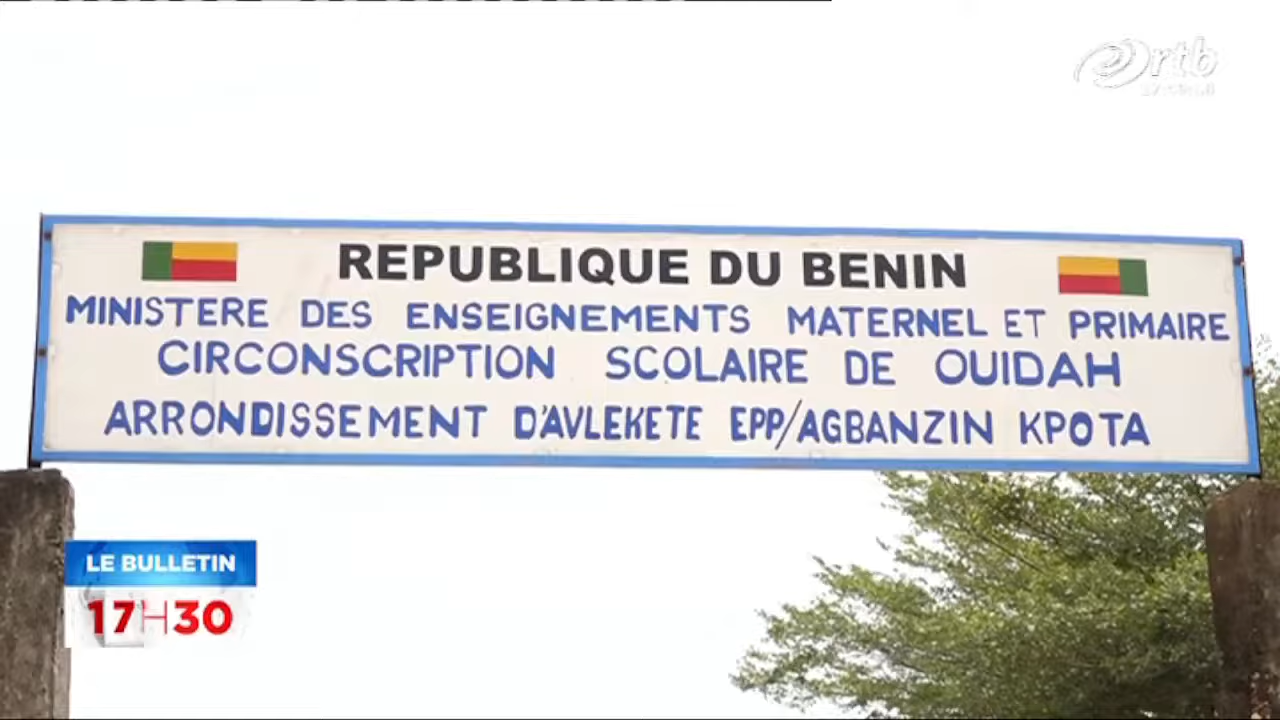 ortb
REPUBLIQUE DU BENIN
MINISTERE DES ENSEIGNEMENTS MATERNEL ET PRIMAIRE
CIRCONSCRIPTION SCOLAIRE DE OUIDAH
ARRONDISSEMENT D'AVLEKETE EPP/AGBANZIN KPOTA
LE BULLETIN
17H30